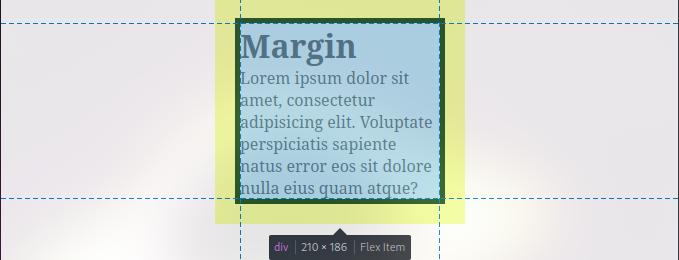 Margin
Lorem ipsum dolor sit
amet, consectetur
adipisicing elit. Voluptate
perspiciatis sapiente
natus error eos sit dolore
nulla eius quam atque?
div 210 × 186 Flex Item